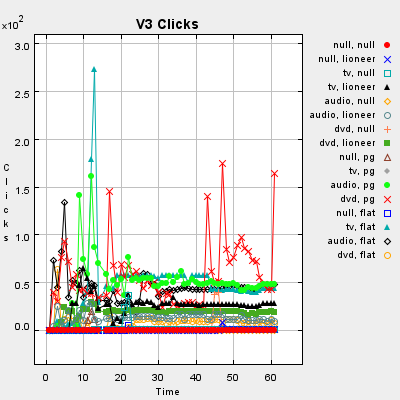 V3 Clicks
x10²
3.0
2.5
2.0
1.5
1.0
0.5
0.0
Clicks
0
10
20
30
40
50
60
Time
null, null
null, lioneer
tv, null
tv, lioneer
audio, null
audio, lioneer
dvd, null
dvd, lioneer
null, pg
tv, pg
audio, pg
dvd, pg
null, flat
tv, flat
audio, flat
dvd, flat